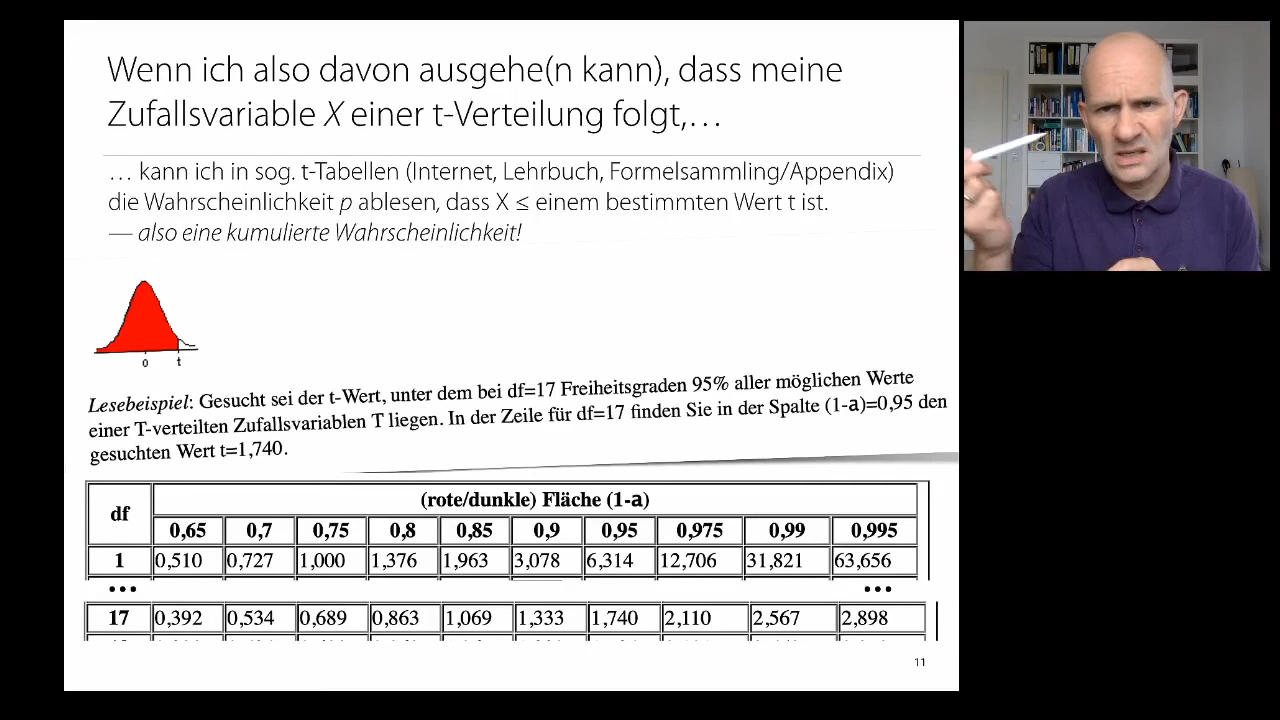 Wenn ich also davon ausgehe(n kann), dass meine
Zufallsvariable X einer t-Verteilung folgt,…
… kann ich in sog. t-Tabellen (Internet, Lehrbuch, Formelsammling/Appendix)
die Wahrscheinlichkeit p ablesen, dass X ≤ einem bestimmten Wert t ist.
— also eine kumulierte Wahrscheinlichkeit!
0 t
Lesebeispiel: Gesucht sei der t-Wert, unter dem bei df=17 Freiheitsgraden 95% aller möglichen Werte
einer T-verteilten Zufallsvariablen T liegen. In der Zeile für df=17 finden Sie in der Spalte (1-a)=0,95 den
gesuchten Wert t=1,740.
df (rote/dunkle) Fläche (1-a)
0,65 0,7 0,75 0,8 0,85 0,9 0,95 0,975 0,99 0,995
1 0,510 0,727 1,000 1,376 1,963 3,078 6,314 12,706 31,821 63,656
… …
17 0,392 0,534 0,689 0,863 1,069 1,333 1,740 2,110 2,567 2,898
11